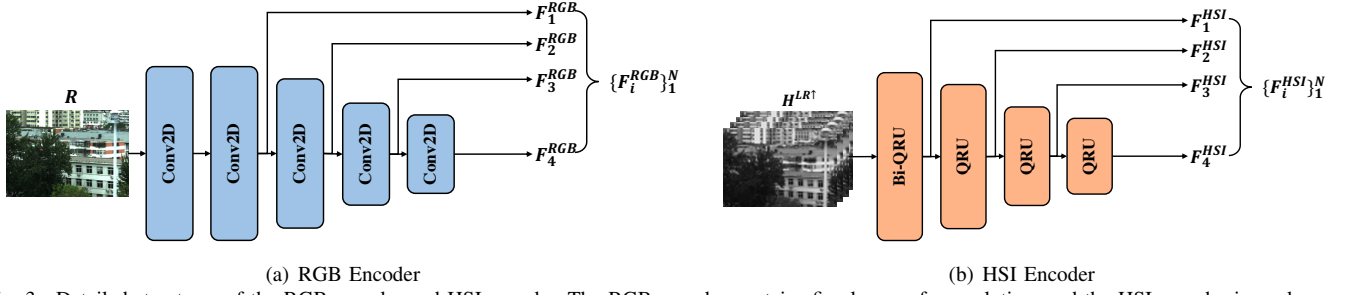 R
Conv2D
Conv2D
Conv2D
Conv2D
Conv2D
F_1^{RGB}
F_2^{RGB}
F_3^{RGB}
F_4^{RGB}
{F_i^{RGB}}_1^N
(a) RGB Encoder
H^{LR↑}
Bi-QRU
QRU
QRU
QRU
F_1^{HSI}
F_2^{HSI}
F_3^{HSI}
F_4^{HSI}
{F_i^{HSI}}_1^N
(b) HSI Encoder